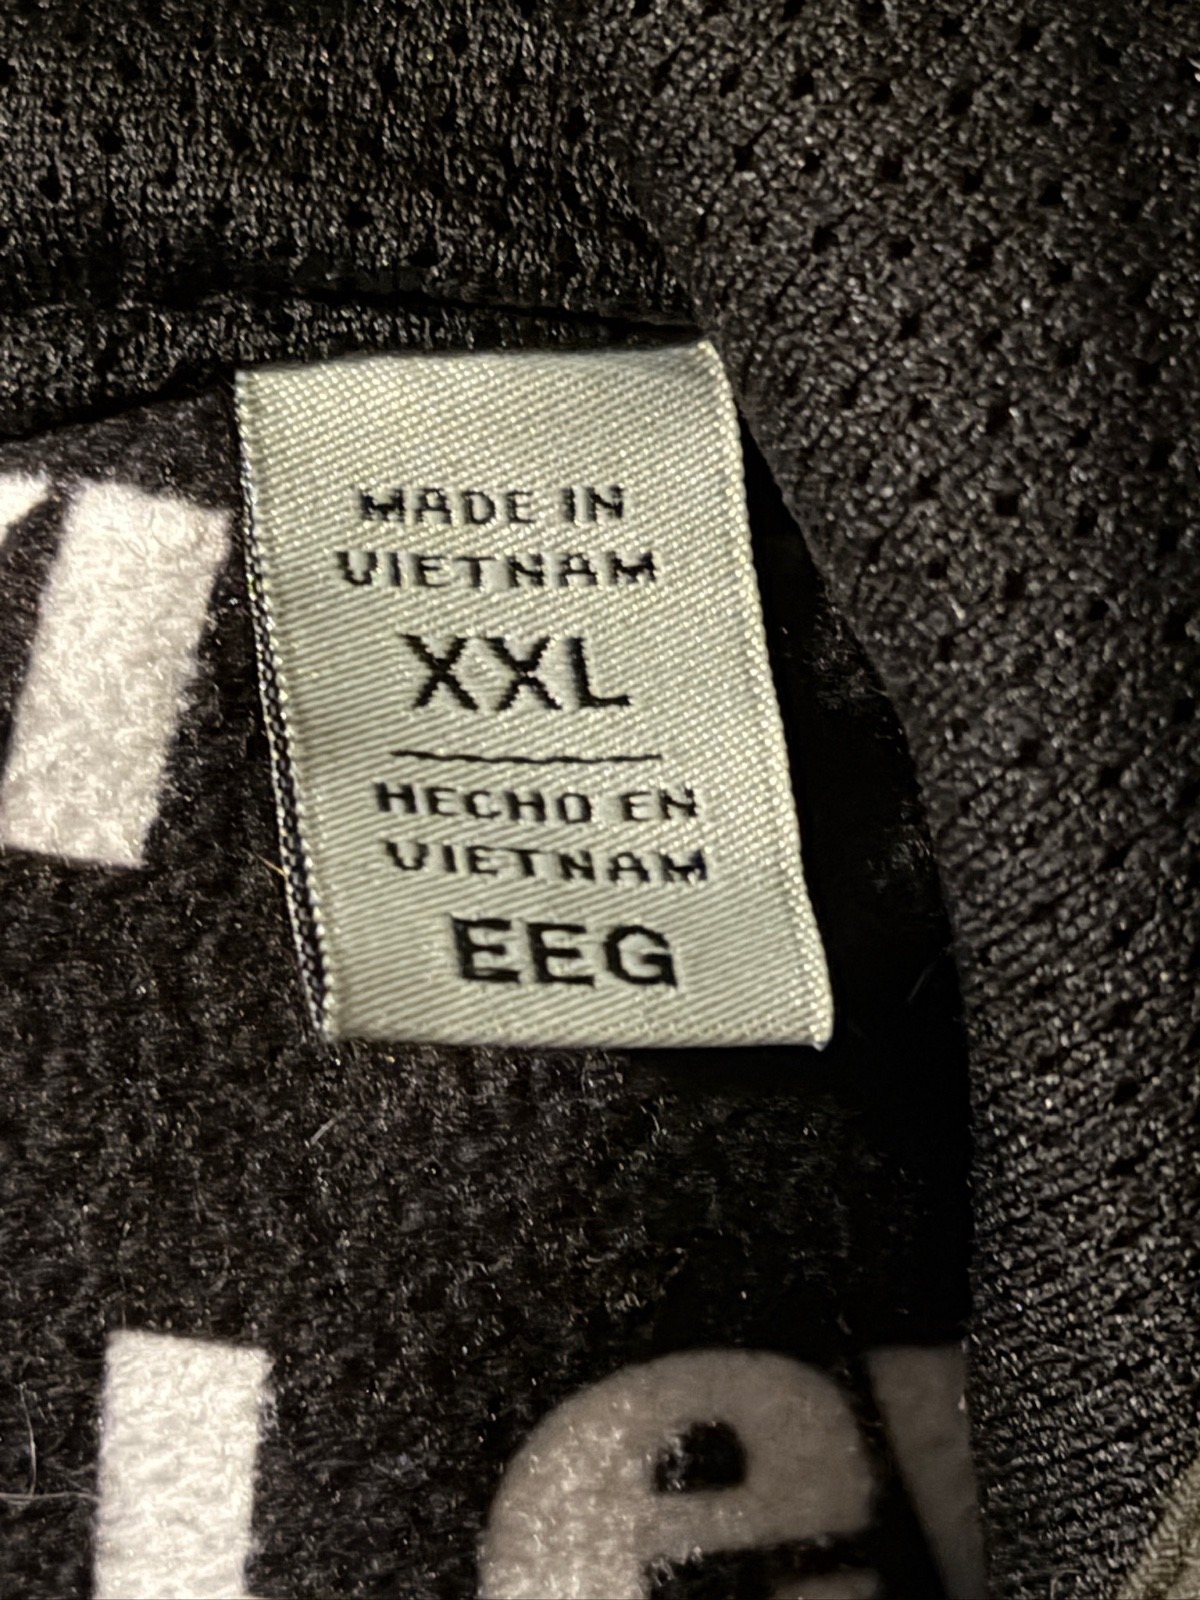 MADE IN
VIETNAM
XXL
HECHO EN
VIETNAM
EEG